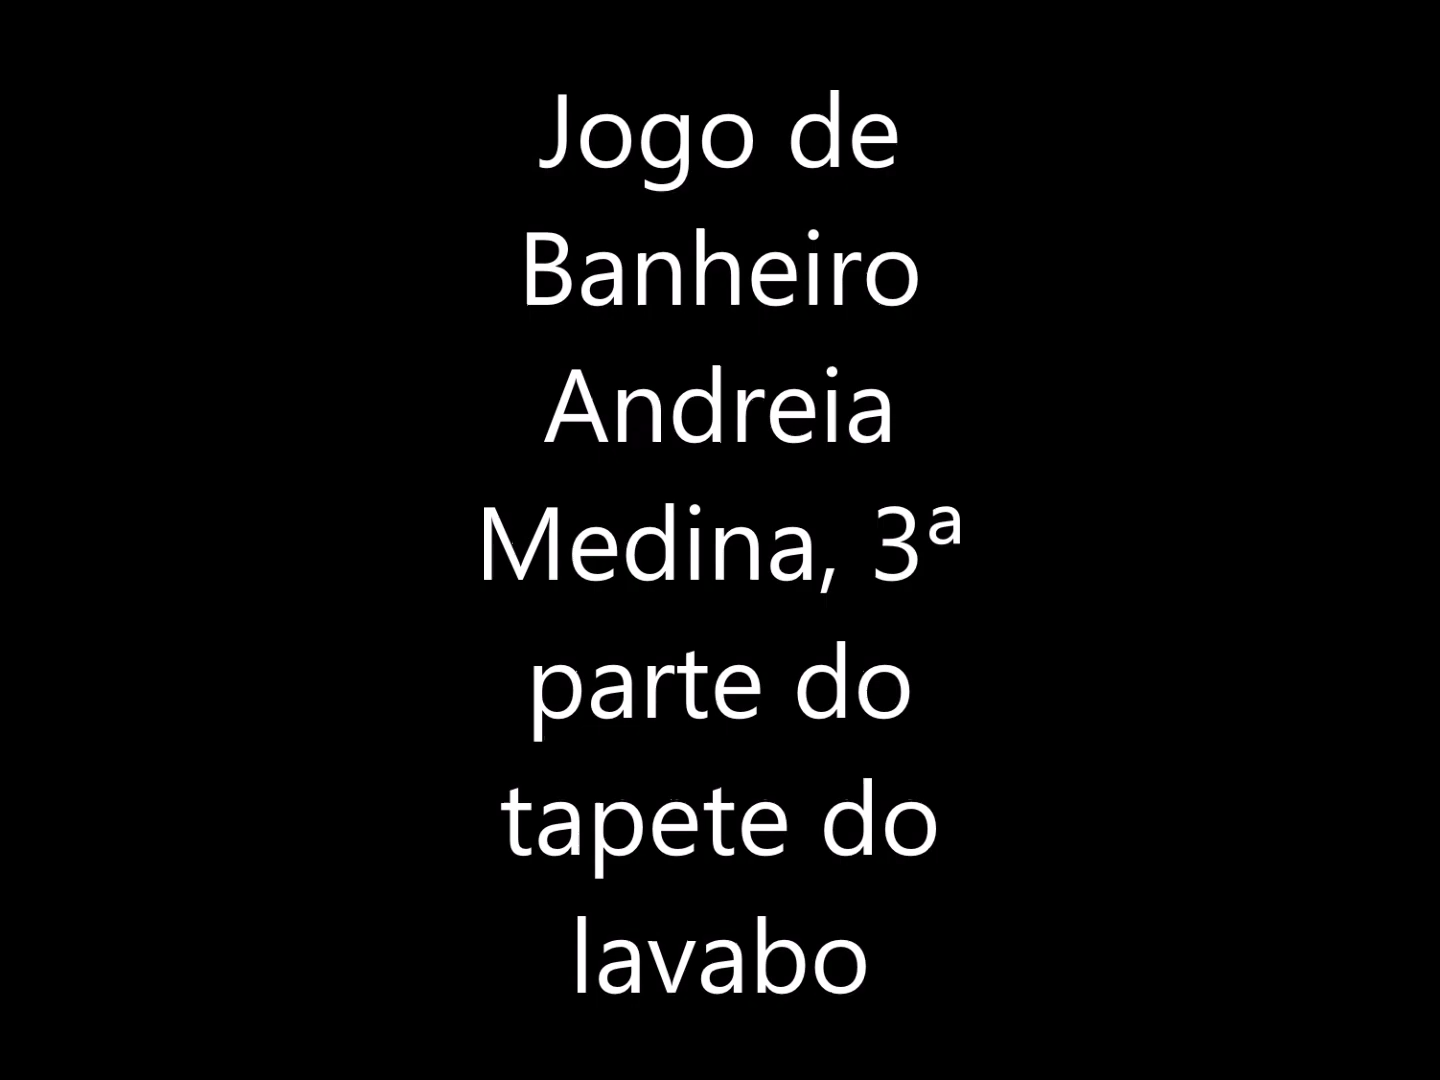 Jogo de
Banheiro
Andreia
Medina, 3ª
parte do
tapete do
lavabo